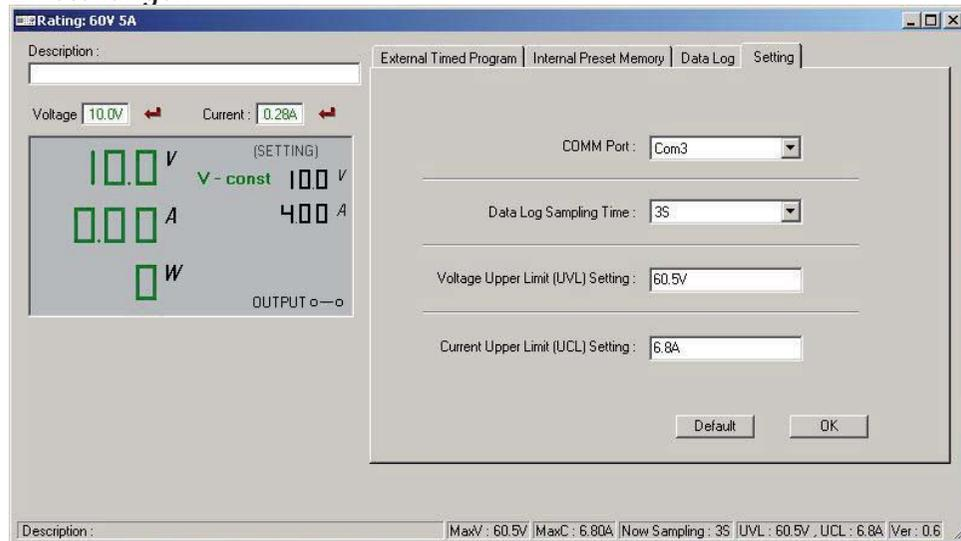 Rating: 60V 5A
Description :
Voltage 10.0V Current : 0.28A
10.0 V
(SETTING)
V - const 10.0 V
0.00 A
4.00 A
0 W
OUTPUT
External Timed Program Internal Preset Memory Data Log Setting
COMM Port : Com3
Data Log Sampling Time : 3S
Voltage Upper Limit (UVL) Setting : 60.5V
Current Upper Limit (UCL) Setting : 6.8A
Default OK
Description : MaxV : 60.5V MaxC : 6.80A Now Sampling : 3S UVL : 60.5V , UCL : 6.8A Ver : 0.6